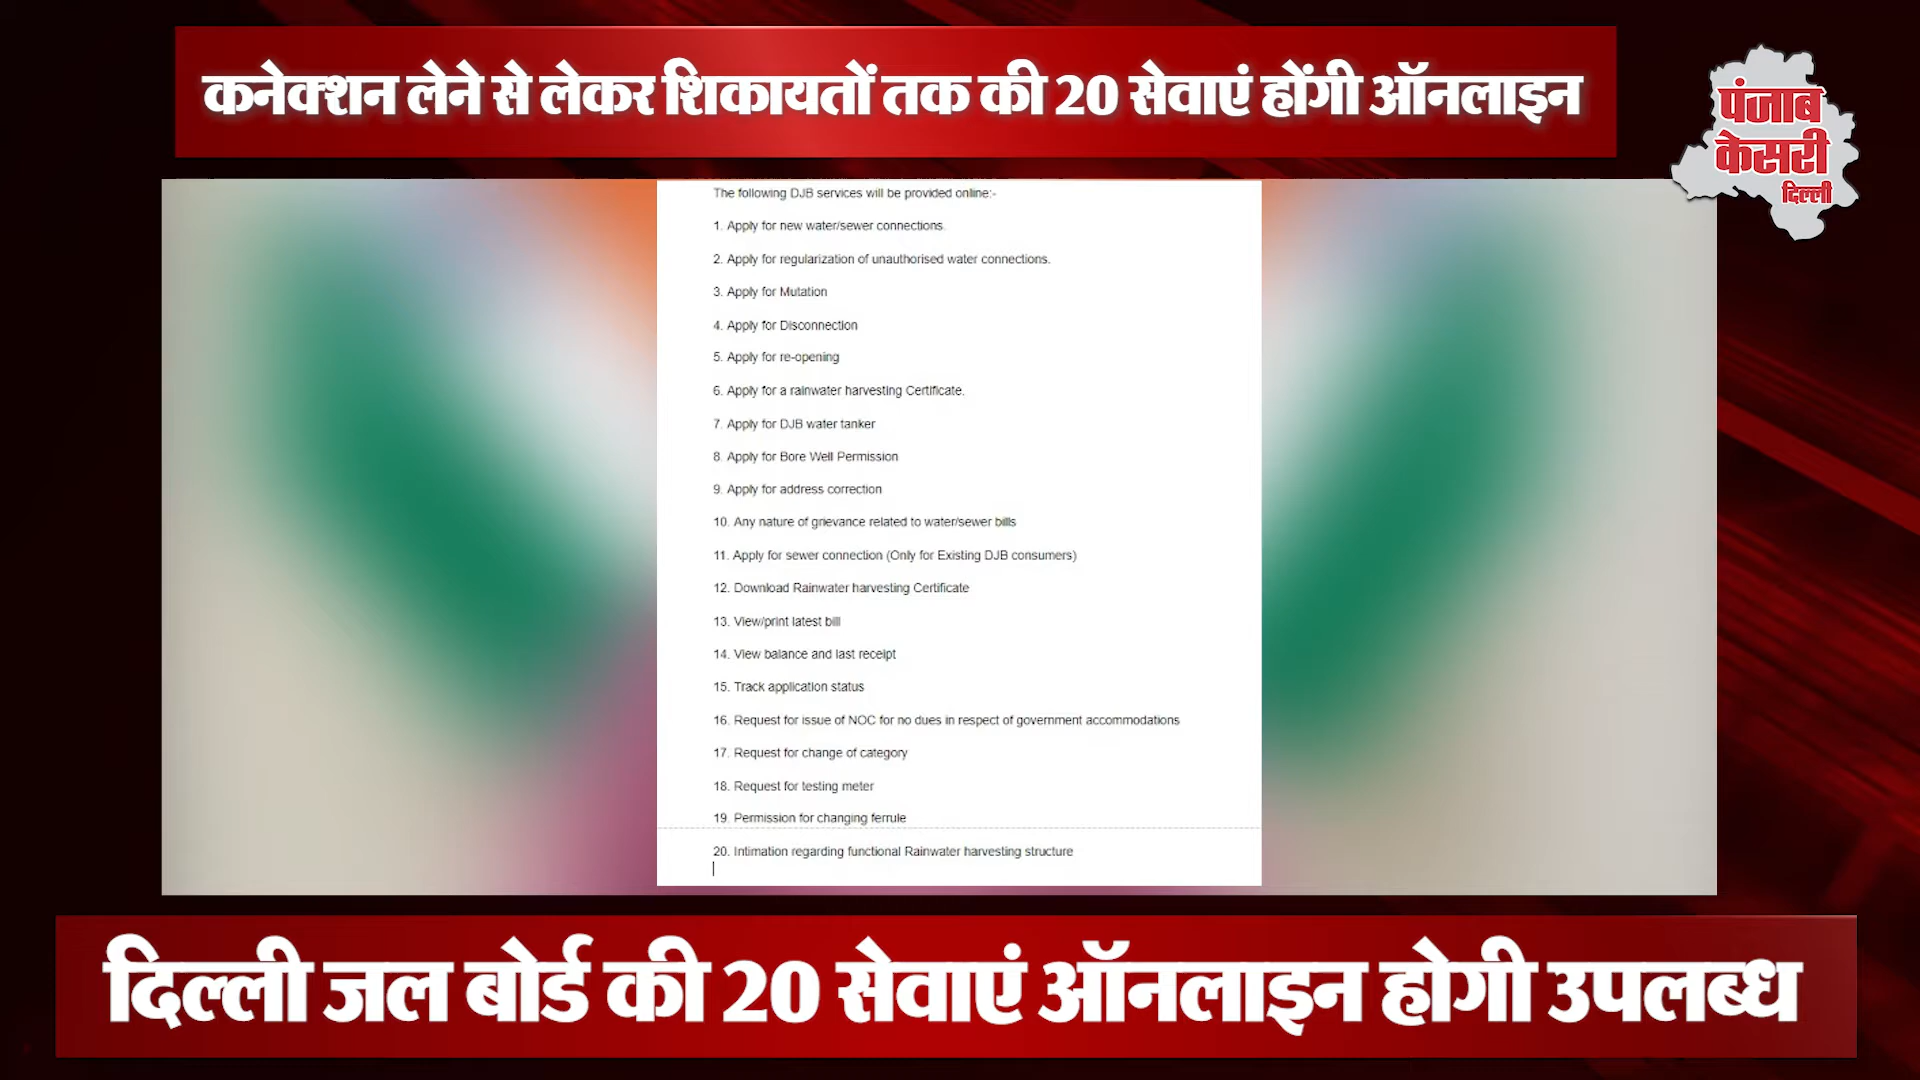 कनेक्शन लेने से लेकर शिकायतों तक की 20 सेवाएं होंगी ऑनलाइन
पंजाब
केसरी
दिल्ली
The following DJB services will be provided online:-
1. Apply for new water/sewer connections.
2. Apply for regularization of unauthorised water connections.
3. Apply for Mutation
4. Apply for Disconnection
5. Apply for re-opening
6. Apply for a rainwater harvesting Certificate.
7. Apply for DJB water tanker
8. Apply for Bore Well Permission
9. Apply for address correction
10. Any nature of grievance related to water/sewer bills
11. Apply for sewer connection (Only for Existing DJB consumers)
12. Download Rainwater harvesting Certificate
13. View/print latest bill
14. View balance and last receipt
15. Track application status
16. Request for issue of NOC for no dues in respect of government accommodations
17. Request for change of category
18. Request for testing meter
19. Permission for changing ferrule
20. Intimation regarding functional Rainwater harvesting structure
दिल्ली जल बोर्ड की 20 सेवाएं ऑनलाइन होगी उपलब्ध